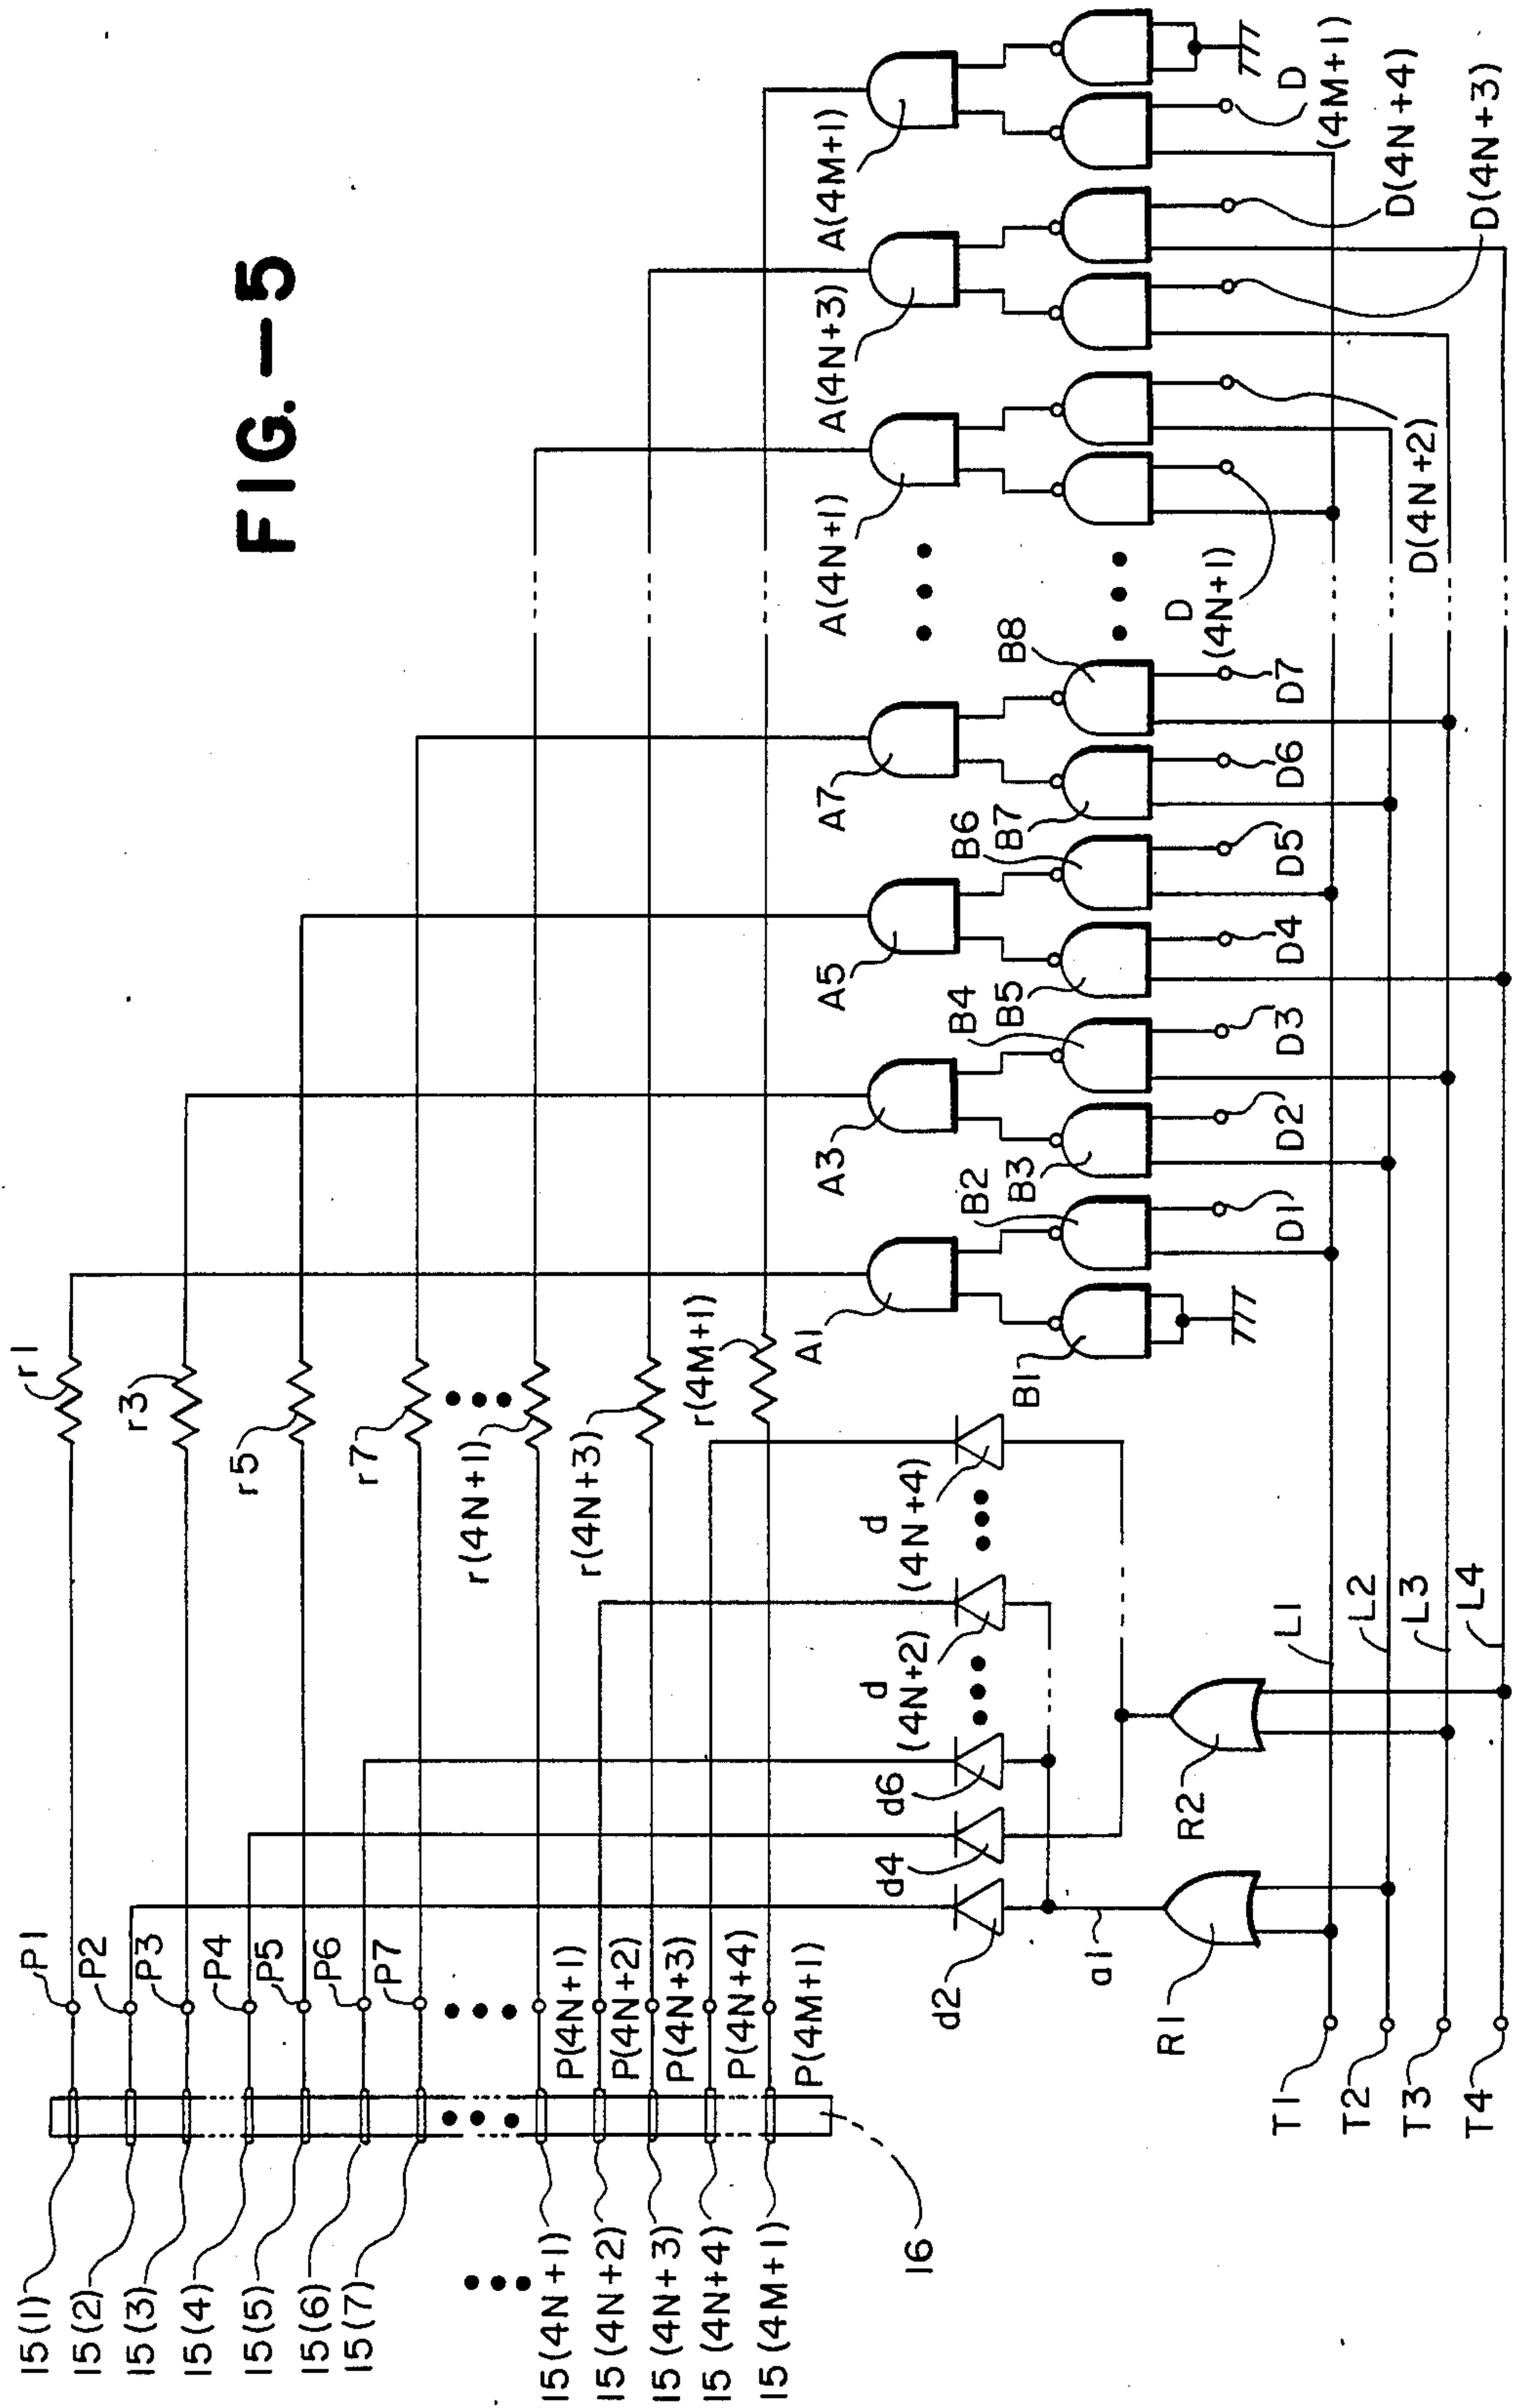 FIG.-5
15(1)
15(2)
15(3)
15(4)
15(5)
15(6)
15(7)
15(4N+1)
15(4N+2)
15(4N+3)
15(4N+4)
15(4M+1)
16
P1
P2
P3
P4
P5
P6
P7
P(4N+1)
P(4N+2)
P(4N+3)
P(4N+4)
P(4M+1)
r1
r3
r5
r7
r(4N+1)
r(4N+3)
r(4M+1)
d2
d4
d6
d
(4N+2)
d
(4N+4)
a1
R1
R2
T1
T2
T3
T4
L1
L2
L3
L4
A1
A3
A5
A7
A(4N+1)
A(4N+3)
A(4M+1)
B1
B2
B3
B4
B5
B6
B7
B8
D1
D2
D3
D4
D5
D6
D7
D
(4N+1)
D(4N+2)
D(4N+3)
D(4N+4)
D
(4M+1)